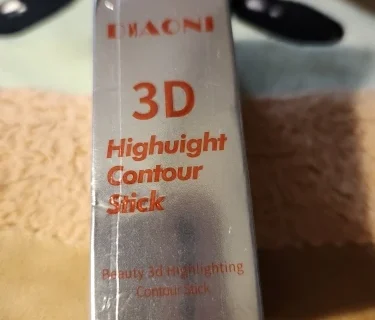 DIAONI
3D
Highuight
Contour
Stick
Beauty 3d Highlighting
Contour Stick